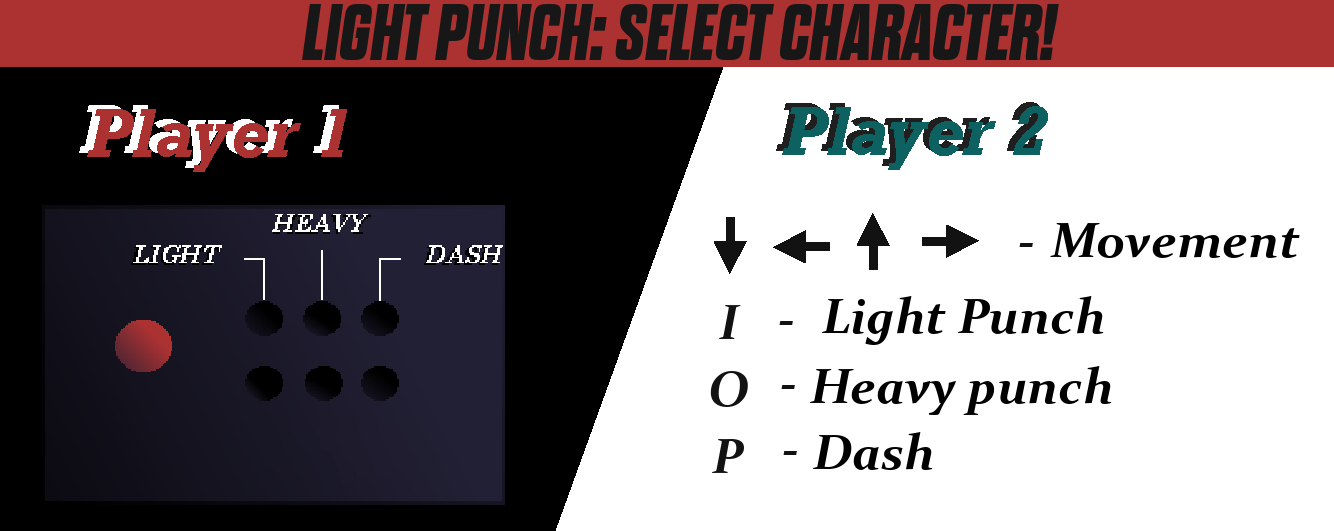 LIGHT PUNCH: SELECT CHARACTER!
Player 1
HEAVY
LIGHT
DASH
Player 2
- Movement
I - Light Punch
O - Heavy punch
P - Dash